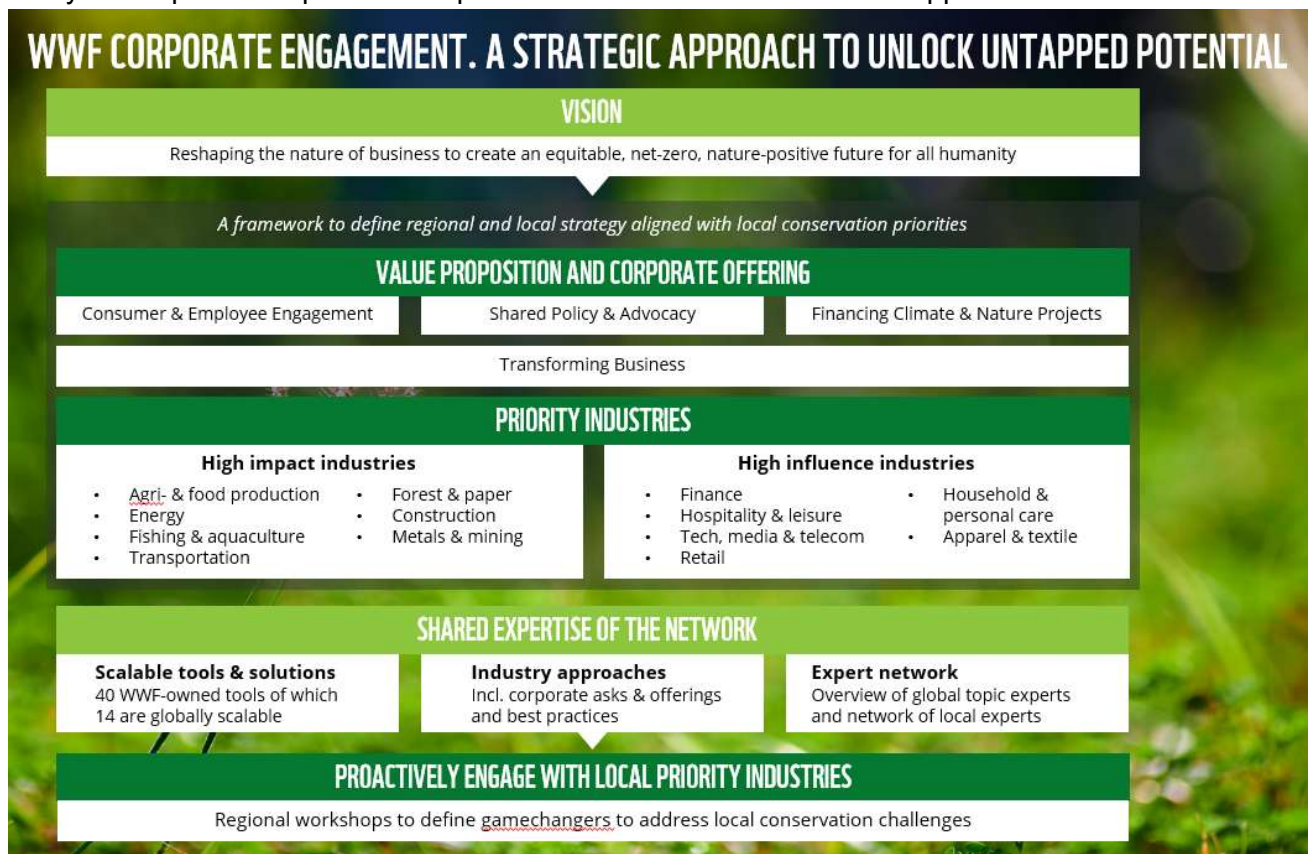 WWF CORPORATE ENGAGEMENT. A STRATEGIC APPROACH TO UNLOCK UNTAPPED POTENTIAL
VISION
Reshaping the nature of business to create an equitable, net-zero, nature-positive future for all humanity
A framework to define regional and local strategy aligned with local conservation priorities
VALUE PROPOSITION AND CORPORATE OFFERING
Consumer & Employee Engagement
Shared Policy & Advocacy
Financing Climate & Nature Projects
Transforming Business
PRIORITY INDUSTRIES
High impact industries
• Agri- & food production
• Energy
• Fishing & aquaculture
• Transportation
• Forest & paper
• Construction
• Metals & mining
High influence industries
• Finance
• Hospitality & leisure
• Tech, media & telecom
• Retail
• Household &
personal care
• Apparel & textile
SHARED EXPERTISE OF THE NETWORK
Scalable tools & solutions
40 WWF-owned tools of which
14 are globally scalable
Industry approaches
Incl. corporate asks & offerings
and best practices
Expert network
Overview of global topic experts
and network of local experts
PROACTIVELY ENGAGE WITH LOCAL PRIORITY INDUSTRIES
Regional workshops to define gamechangers to address local conservation challenges